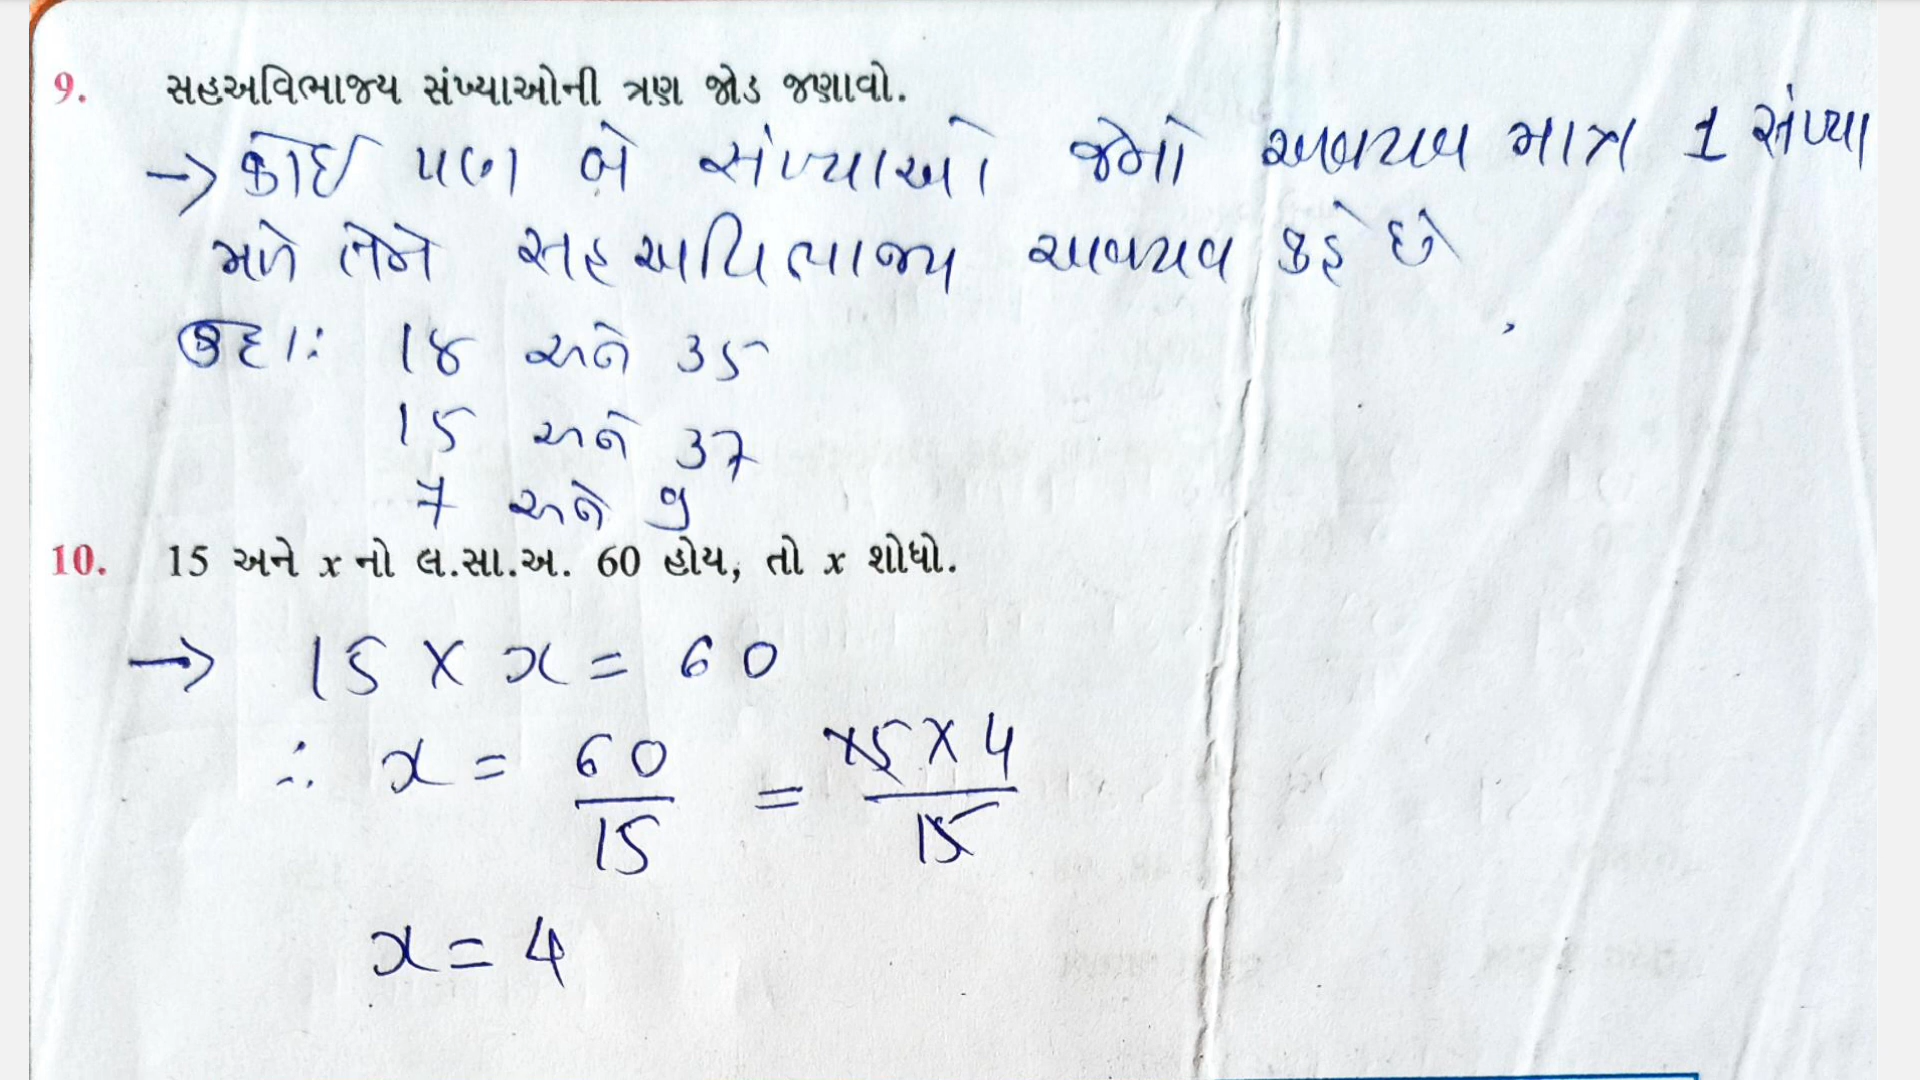 9. સહઅવિભાજ્ય સંખ્યાઓની ત્રણ જોડ જણાવો.
→ કોઈ પણ બે સંખ્યાઓ જેમાં અવયવ માત્ર 1 સંખ્યા
મળે તેને સહઅવિભાજ્ય અવયવ કહે છે
ઉદા: 1૪ અને 35
15 અને 37
7 અને 9
10. 15 અને x નો લ.સા.અ. 60 હોય, તો x શોધો.
→ 15 × x = 60
∴ x = 60/15 = 15 × 4/15
x = 4